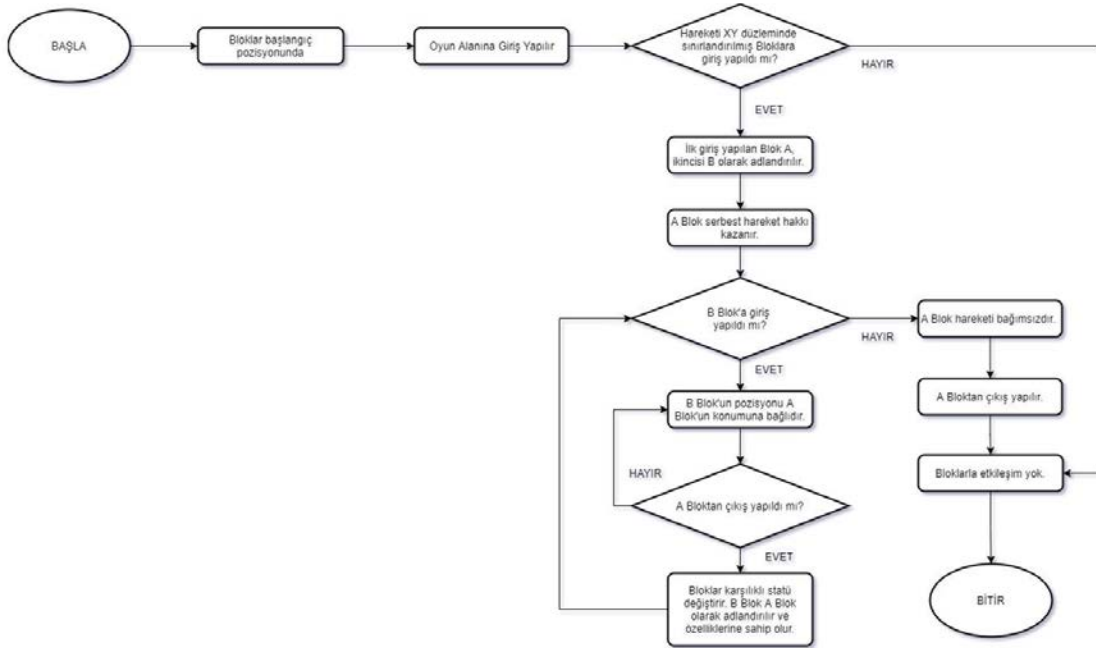 BAŞLA
Bloklar başlangıç
pozisyonunda
Oyun Alanına Giriş Yapılır
Hareketi XY düzleminde
sınırlandırılmış Bloklara
giriş yapıldı mı?
HAYIR
EVET
İlk giriş yapılan Blok A,
ikincisi B olarak adlandırılır.
A Blok serbest hareket hakkı
kazanır.
B Blok'a giriş
yapıldı mı?
HAYIR
A Blok hareketi bağımsızdır.
EVET
B Blok'un pozisyonu A
Blok'un konumuna bağlıdır.
A Bloktan çıkış yapılır.
HAYIR
Bloklarla etkileşim yok.
A Bloktan çıkış yapıldı mı?
EVET
Bloklar karşılıklı statü
değiştirir. B Blok A Blok
olarak adlandırılır ve
özelliklerine sahip olur.
BİTİR